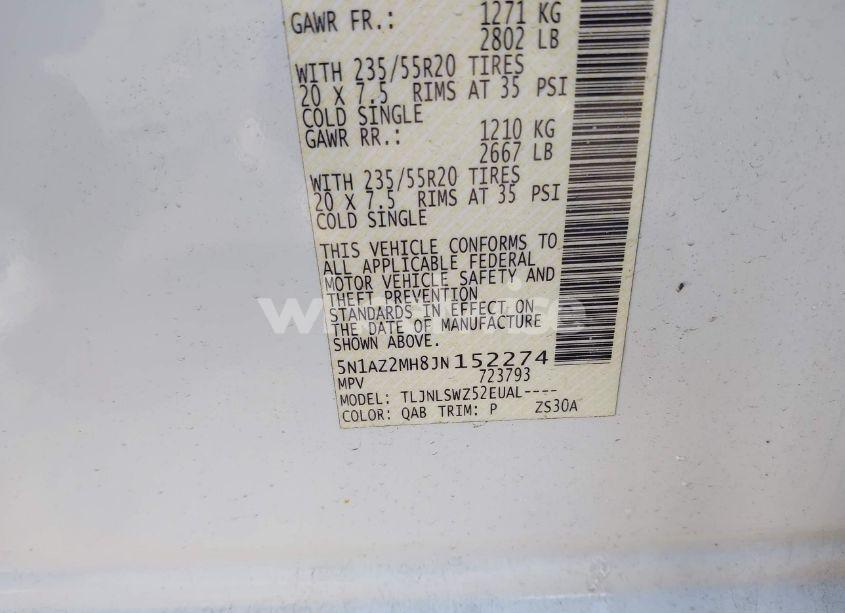 GAWR FR.: 1271 KG
2802 LB
WITH 235/55R20 TIRES
20 X 7.5 RIMS AT 35 PSI
COLD SINGLE
GAWR RR.: 1210 KG
2667 LB
WITH 235/55R20 TIRES
20 X 7.5 RIMS AT 35 PSI
COLD SINGLE
THIS VEHICLE CONFORMS TO
ALL APPLICABLE FEDERAL
MOTOR VEHICLE SAFETY AND
THEFT PREVENTION
STANDARDS IN EFFECT ON
THE DATE OF MANUFACTURE
SHOWN ABOVE.
5N1AZ2MH8JN152274
MPV 723793
MODEL: TLJNLSWZ52EUAL----
COLOR: QAB TRIM: P ZS30A